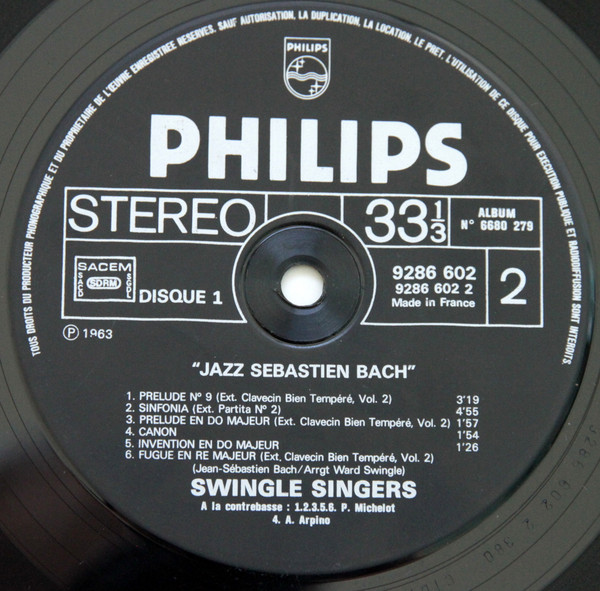 TOUS DROITS DU PRODUCTEUR PHONOGRAPHIQUE ET DU PROPRIETAIRE DE L'ŒUVRE ENREGISTREE RESERVES. SAUF AUTORISATION, LA DUPLICATION, LA LOCATION, LE PRET, L'UTILISATION DE CE DISQUE POUR EXECUTION PUBLIQUE ET RADIODIFFUSION SONT INTERDITS
PHILIPS
PHILIPS
STEREO
33 1/3
ALBUM
N° 6680 279
SACEM
SACD
SDRM
SGDL
DISQUE 1
9286 602
9286 602 2
Made in France
2
Ⓟ 1963
"JAZZ SEBASTIEN BACH"
1. PRELUDE N° 9 (Ext. Clavecin Bien Tempéré, Vol. 2) 3'19
2. SINFONIA (Ext. Partita N° 2) 4'55
3. PRELUDE EN DO MAJEUR (Ext. Clavecin Bien Tempéré, Vol. 2) 1'57
4. CANON 1'54
5. INVENTION EN DO MAJEUR 1'26
6. FUGUE EN RE MAJEUR (Ext. Clavecin Bien Tempéré, Vol. 2)
(Jean-Sébastien Bach/Arrgt Ward Swingle)
SWINGLE SINGERS
A la contrebasse : 1.2.3.5.6. P. Michelot
4. A. Arpino